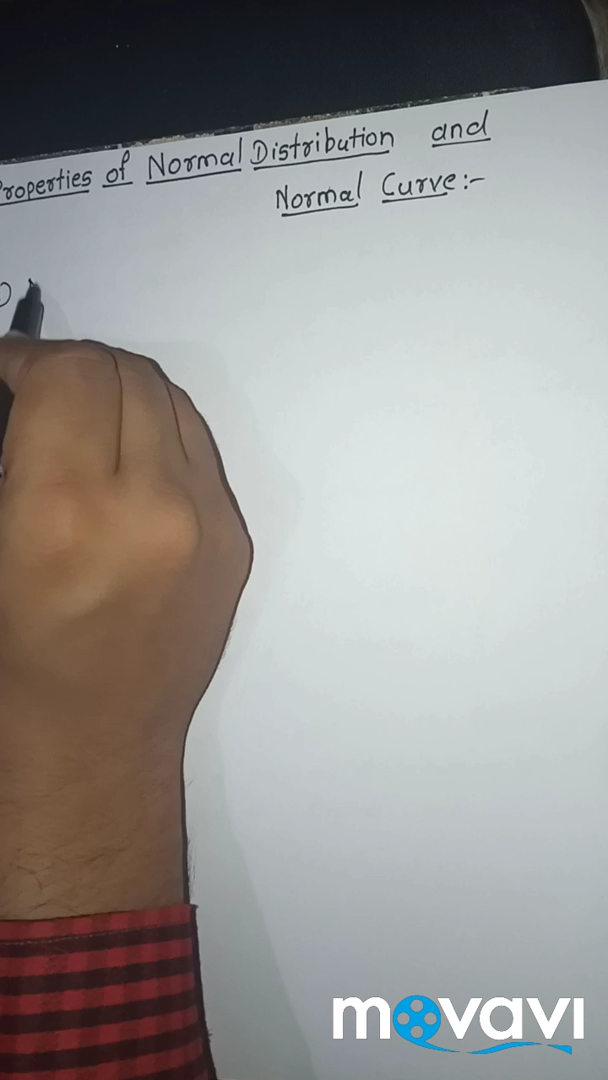 Properties of Normal Distribution and
Normal Curve:-
movavi